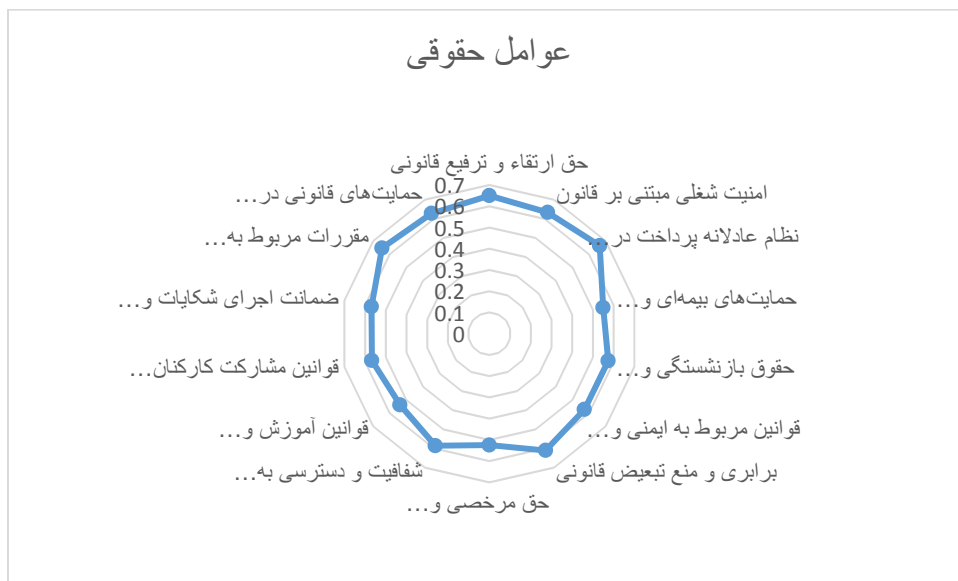 عوامل حقوقی
حق ارتقاء و ترفیع قانونی
امنیت شغلی مبتنی بر قانون
نظام عادلانه پرداخت در...
حمایت‌های بیمه‌ای و...
حقوق بازنشستگی و...
قوانین مربوط به ایمنی و...
برابری و منع تبعیض قانونی
حق مرخصی و...
شفافیت و دسترسی به...
قوانین آموزش و...
قوانین مشارکت کارکنان...
ضمانت اجرای شکایات و...
مقررات مربوط به...
حمایت‌های قانونی در...
0.7
0.6
0.5
0.4
0.3
0.2
0.1
0